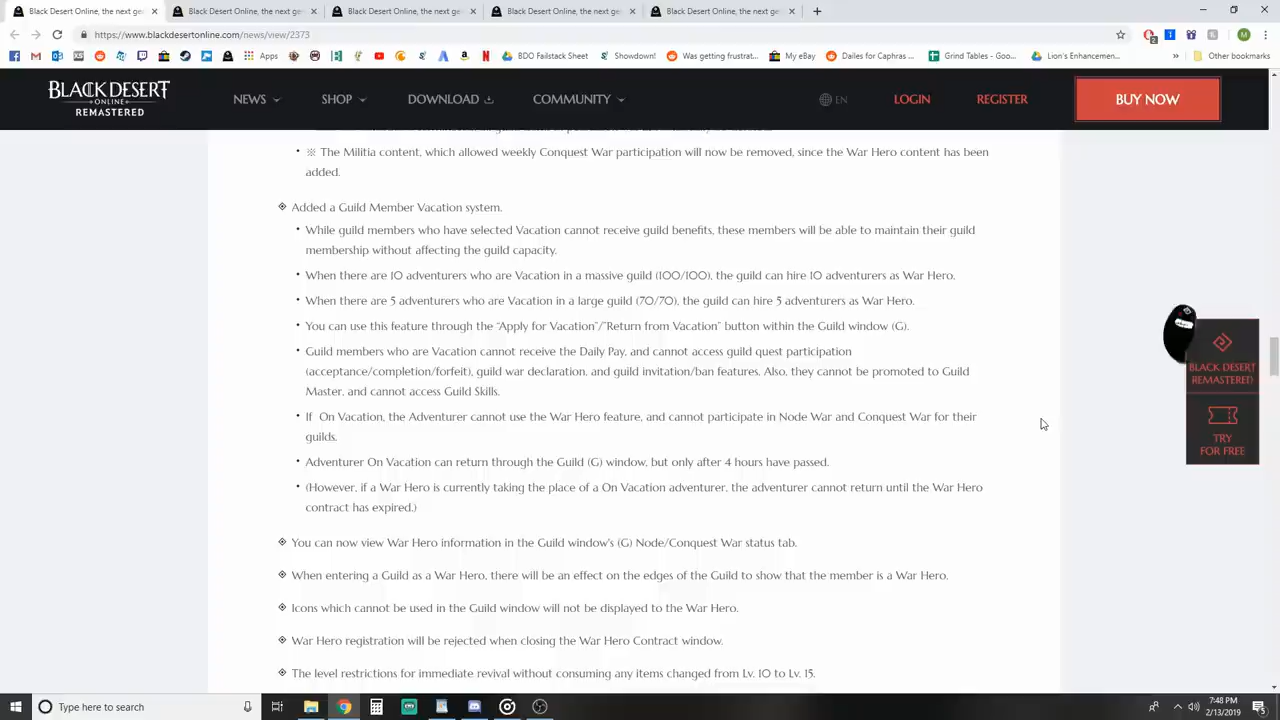 Black Desert Online, the next ge
Black Desert Online, the next ger
Black Desert Online, the next ger
Black Desert Online, the next ger
Black Desert Online, the next ger
https://www.blackdesertonline.com/news/view/2373
Apps
BDO Failstack Sheet
Showdown!
Was getting frustrat...
My eBay
Dailes for Caphras ...
Grind Tables - Goo...
Lion's Enhancemen...
»
Other bookmarks
BLACK DESERT
ONLINE
REMASTERED
NEWS
SHOP
DOWNLOAD
COMMUNITY
EN
LOGIN
REGISTER
BUY NOW
• ※ The Militia content, which allowed weekly Conquest War participation will now be removed, since the War Hero content has been
added.
Added a Guild Member Vacation system.
• While guild members who have selected Vacation cannot receive guild benefits, these members will be able to maintain their guild
membership without affecting the guild capacity.
• When there are 10 adventurers who are Vacation in a massive guild (100/100), the guild can hire 10 adventurers as War Hero.
• When there are 5 adventurers who are Vacation in a large guild (70/70), the guild can hire 5 adventurers as War Hero.
• You can use this feature through the “Apply for Vacation”/”Return from Vacation” button within the Guild window (G).
• Guild members who are Vacation cannot receive the Daily Pay, and cannot access guild quest participation
(acceptance/completion/forfeit), guild war declaration, and guild invitation/ban features. Also, they cannot be promoted to Guild
Master, and cannot access Guild Skills.
• If On Vacation, the Adventurer cannot use the War Hero feature, and cannot participate in Node War and Conquest War for their
guilds.
• Adventurer On Vacation can return through the Guild (G) window, but only after 4 hours have passed.
• (However, if a War Hero is currently taking the place of a On Vacation adventurer, the adventurer cannot return until the War Hero
contract has expired.)
You can now view War Hero information in the Guild window's (G) Node/Conquest War status tab.
When entering a Guild as a War Hero, there will be an effect on the edges of the Guild to show that the member is a War Hero.
Icons which cannot be used in the Guild window will not be displayed to the War Hero.
War Hero registration will be rejected when closing the War Hero Contract window.
The level restrictions for immediate revival without consuming any items changed from Lv. 10 to Lv. 15.
BLACK DESERT
REMASTERED
TRY
FOR FREE
Type here to search
7:48 PM
2/13/2019